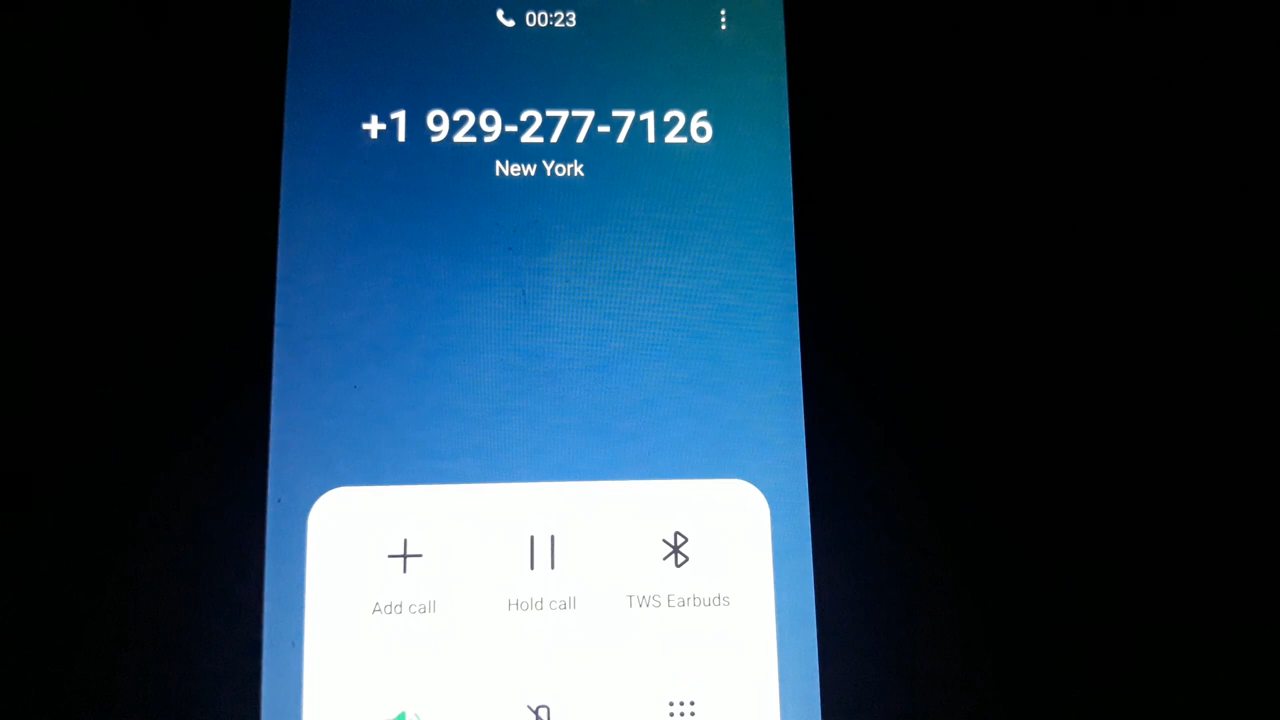 00:23
+1 929-277-7126
New York
Add call
Hold call
TWS Earbuds